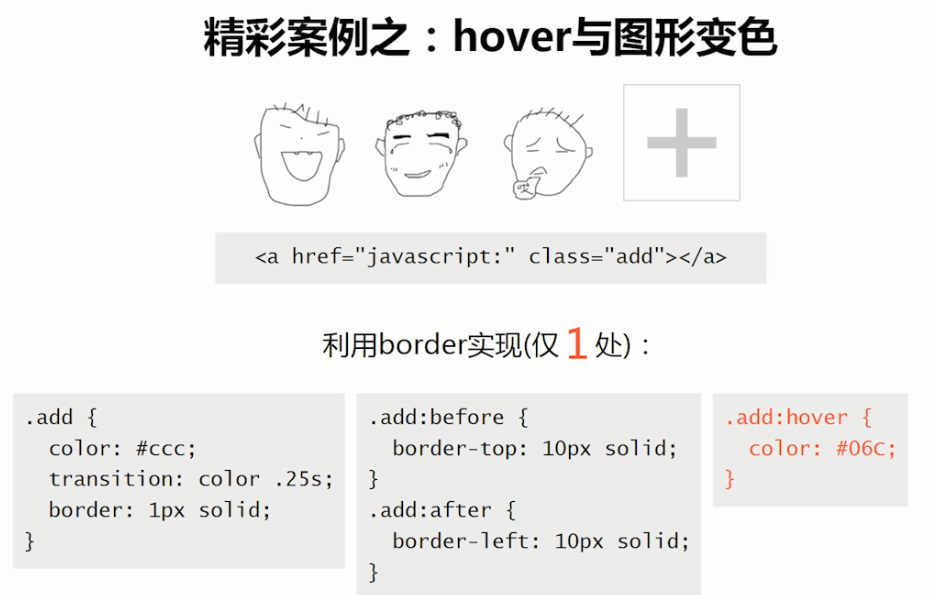 精彩案例之：hover与图形变色
<a href="javascript:" class="add"></a>
利用border实现(仅1处)：
.add {
color: #ccc;
transition: color .25s;
border: 1px solid;
}
.add:before {
border-top: 10px solid;
}
.add:after {
border-left: 10px solid;
}
.add:hover {
color: #06C;
}